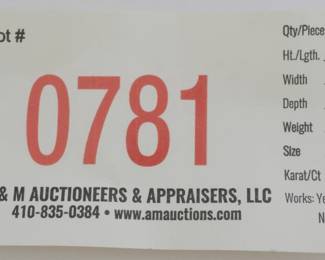 ot #
0781
& M AUCTIONEERS & APPRAISERS, LLC
410-835-0384 • www.amauctions.com
Qty/Piece
Ht./Lgth.
Width
Depth
Weight
Size
Karat/Ct
Works: Ye
N